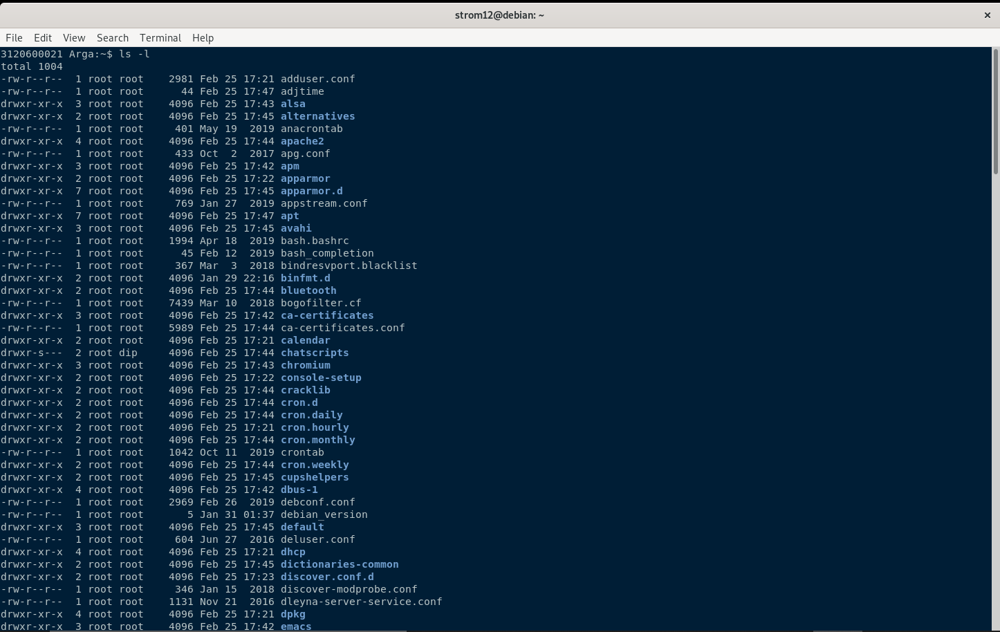 strom12@debian: ~
File Edit View Search Terminal Help
3120600021 Arga:~$ ls -l
total 1004
-rw-r--r--  1 root root    2981 Feb 25 17:21 adduser.conf
-rw-r--r--  1 root root      44 Feb 25 17:47 adjtime
drwxr-xr-x  3 root root    4096 Feb 25 17:43 alsa
drwxr-xr-x  2 root root    4096 Feb 25 17:45 alternatives
-rw-r--r--  1 root root     401 May 19  2019 anacrontab
drwxr-xr-x  4 root root    4096 Feb 25 17:44 apache2
-rw-r--r--  1 root root     433 Oct  2  2017 apg.conf
drwxr-xr-x  3 root root    4096 Feb 25 17:42 apm
drwxr-xr-x  2 root root    4096 Feb 25 17:22 apparmor
drwxr-xr-x  7 root root    4096 Feb 25 17:45 apparmor.d
-rw-r--r--  1 root root     769 Jan 27  2019 appstream.conf
drwxr-xr-x  7 root root    4096 Feb 25 17:47 apt
drwxr-xr-x  3 root root    4096 Feb 25 17:45 avahi
-rw-r--r--  1 root root    1994 Apr 18  2019 bash.bashrc
-rw-r--r--  1 root root      45 Feb 12  2019 bash_completion
-rw-r--r--  1 root root     367 Mar  3  2018 bindresvport.blacklist
drwxr-xr-x  2 root root    4096 Jan 29 22:16 binfmt.d
drwxr-xr-x  2 root root    4096 Feb 25 17:44 bluetooth
-rw-r--r--  1 root root    7439 Mar 10  2018 bogofilter.cf
drwxr-xr-x  3 root root    4096 Feb 25 17:42 ca-certificates
-rw-r--r--  1 root root    5989 Feb 25 17:44 ca-certificates.conf
drwxr-xr-x  2 root root    4096 Feb 25 17:21 calendar
drwxr-s---  2 root dip     4096 Feb 25 17:44 chatscripts
drwxr-xr-x  3 root root    4096 Feb 25 17:43 chromium
drwxr-xr-x  2 root root    4096 Feb 25 17:22 console-setup
drwxr-xr-x  2 root root    4096 Feb 25 17:44 cracklib
drwxr-xr-x  2 root root    4096 Feb 25 17:44 cron.d
drwxr-xr-x  2 root root    4096 Feb 25 17:44 cron.daily
drwxr-xr-x  2 root root    4096 Feb 25 17:21 cron.hourly
drwxr-xr-x  2 root root    4096 Feb 25 17:44 cron.monthly
-rw-r--r--  1 root root    1042 Oct 11  2019 crontab
drwxr-xr-x  2 root root    4096 Feb 25 17:44 cron.weekly
drwxr-xr-x  2 root root    4096 Feb 25 17:45 cupshelpers
drwxr-xr-x  4 root root    4096 Feb 25 17:42 dbus-1
-rw-r--r--  1 root root    2969 Feb 26  2019 debconf.conf
-rw-r--r--  1 root root       5 Jan 31 01:37 debian_version
drwxr-xr-x  3 root root    4096 Feb 25 17:45 default
-rw-r--r--  1 root root     604 Jun 27  2016 deluser.conf
drwxr-xr-x  4 root root    4096 Feb 25 17:21 dhcp
drwxr-xr-x  2 root root    4096 Feb 25 17:45 dictionaries-common
drwxr-xr-x  2 root root    4096 Feb 25 17:23 discover.conf.d
-rw-r--r--  1 root root     346 Jan 15  2018 discover-modprobe.conf
-rw-r--r--  1 root root    1131 Nov 21  2016 dleyna-server-service.conf
drwxr-xr-x  4 root root    4096 Feb 25 17:21 dpkg
drwxr-xr-x  3 root root    4096 Feb 25 17:42 emacs